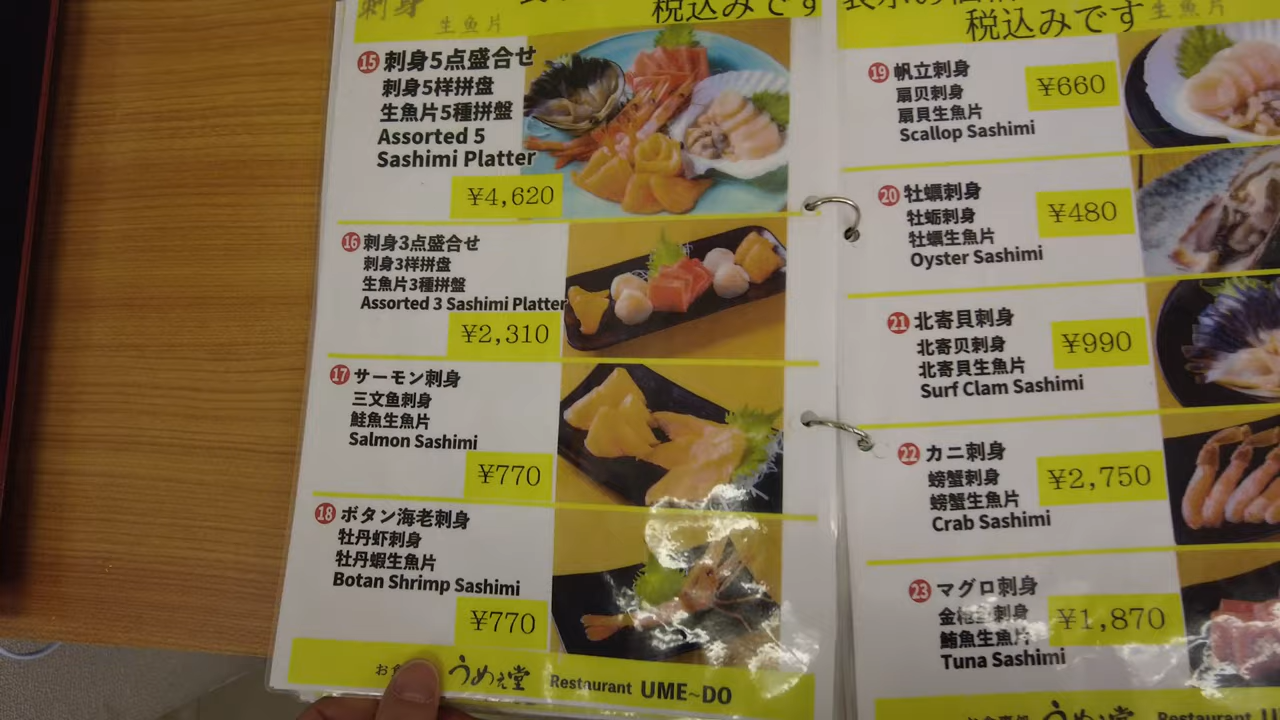 刺身
生魚片
税込みです
15 刺身5点盛合せ
刺身5样拼盘
生魚片5種拼盤
Assorted 5
Sashimi Platter
¥4,620
16 刺身3点盛合せ
刺身3样拼盘
生魚片3種拼盤
Assorted 3 Sashimi Platter
¥2,310
17 サーモン刺身
三文鱼刺身
鮭魚生魚片
Salmon Sashimi
¥770
18 ボタン海老刺身
牡丹虾刺身
牡丹蝦生魚片
Botan Shrimp Sashimi
¥770
うめぇ堂 Restaurant UME~DO
税込みです
生魚片
19 帆立刺身
扇贝刺身
扇貝生魚片
Scallop Sashimi
¥660
20 牡蠣刺身
牡蛎刺身
牡蠣生魚片
Oyster Sashimi
¥480
21 北寄貝刺身
北寄贝刺身
北寄貝生魚片
Surf Clam Sashimi
¥990
22 カニ刺身
螃蟹刺身
螃蟹生魚片
Crab Sashimi
¥2,750
23 マグロ刺身
金枪鱼刺身
鮪魚生魚片
Tuna Sashimi
¥1,870